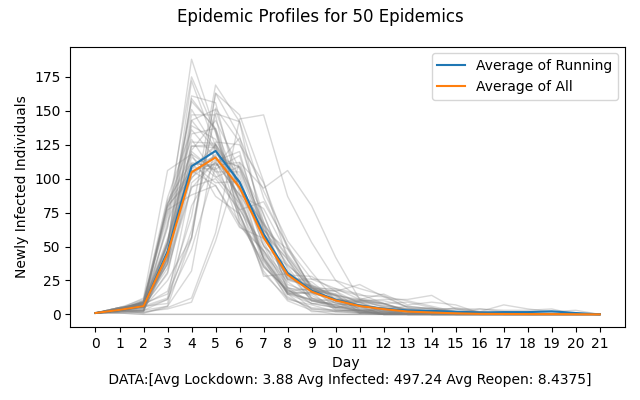 Epidemic Profiles for 50 Epidemics
Average of Running
Average of All
Newly Infected Individuals
175
150
125
100
75
50
25
0
0 1 2 3 4 5 6 7 8 9 10 11 12 13 14 15 16 17 18 19 20 21
Day
DATA:[Avg Lockdown: 3.88 Avg Infected: 497.24 Avg Reopen: 8.4375]